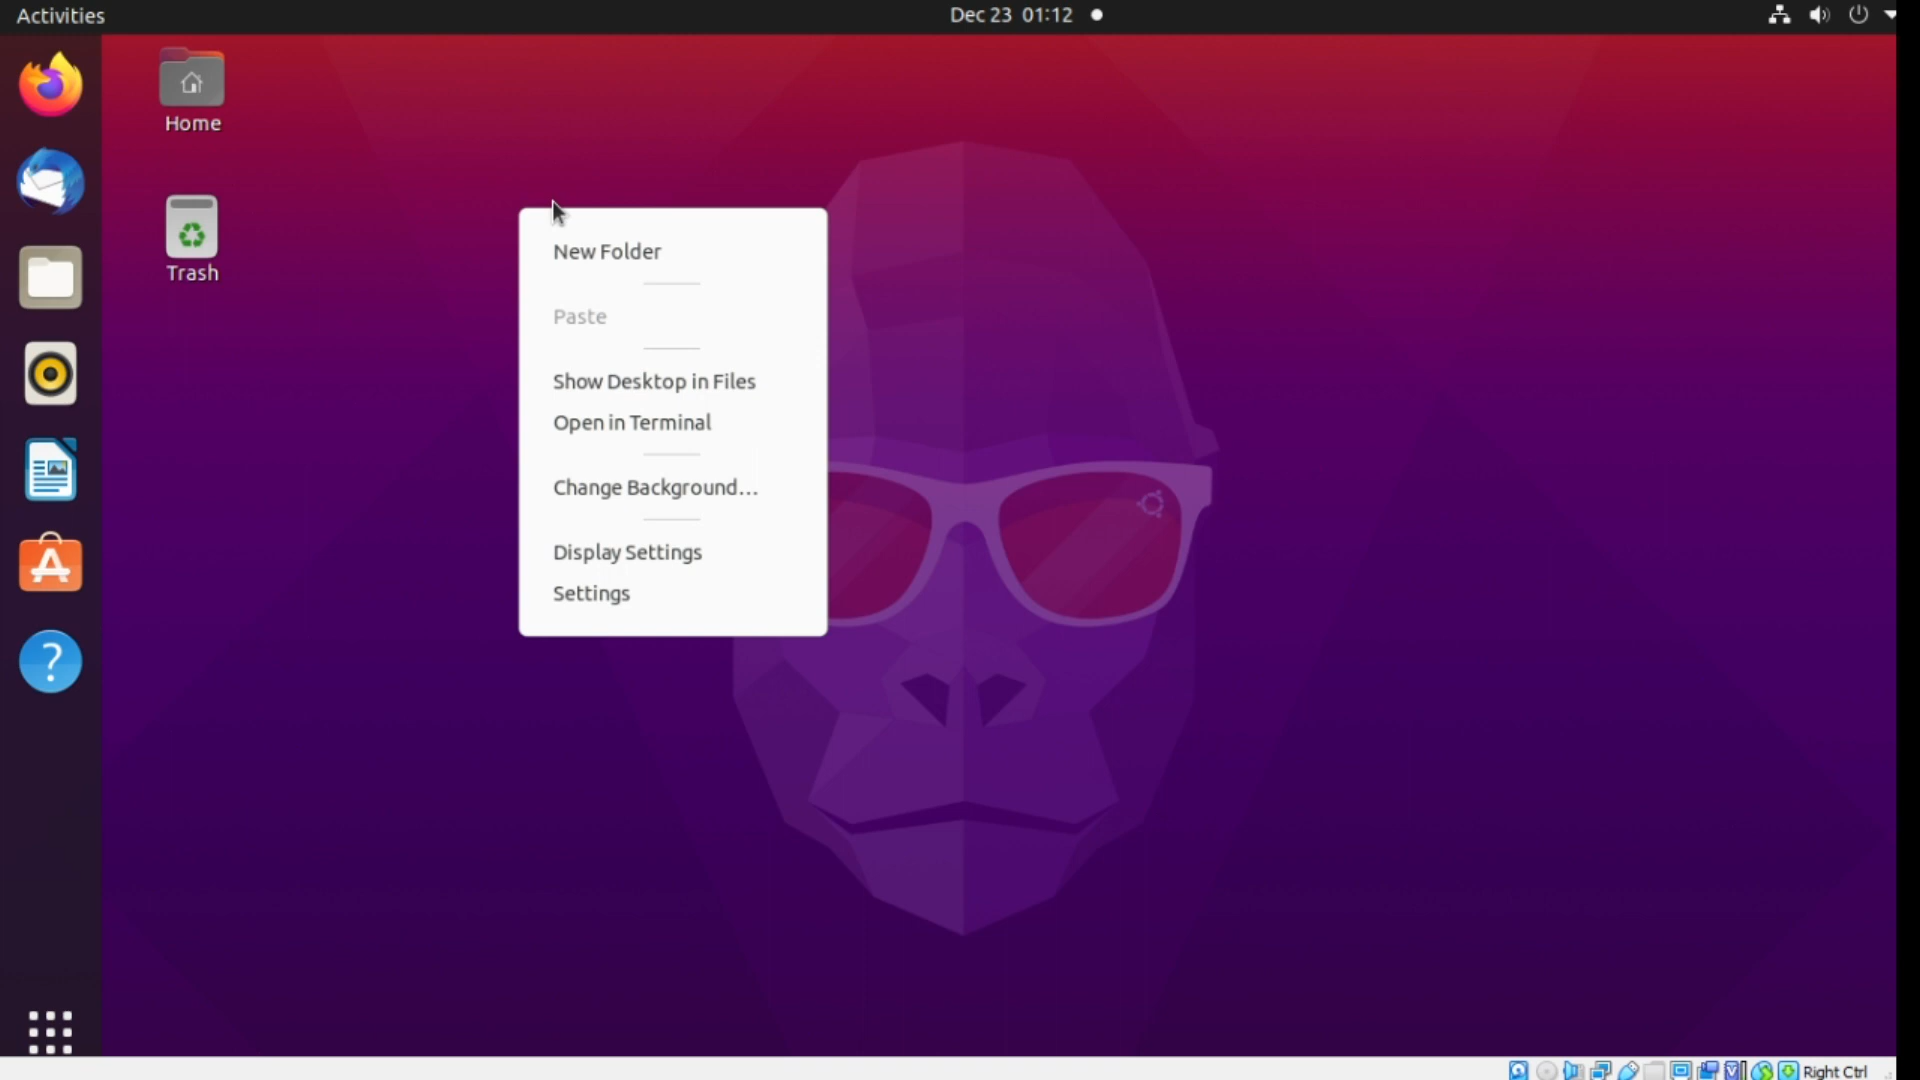 Activities
Dec 23 01:12
Home
Trash
New Folder
Paste
Show Desktop in Files
Open in Terminal
Change Background...
Display Settings
Settings
?
Right Ctrl